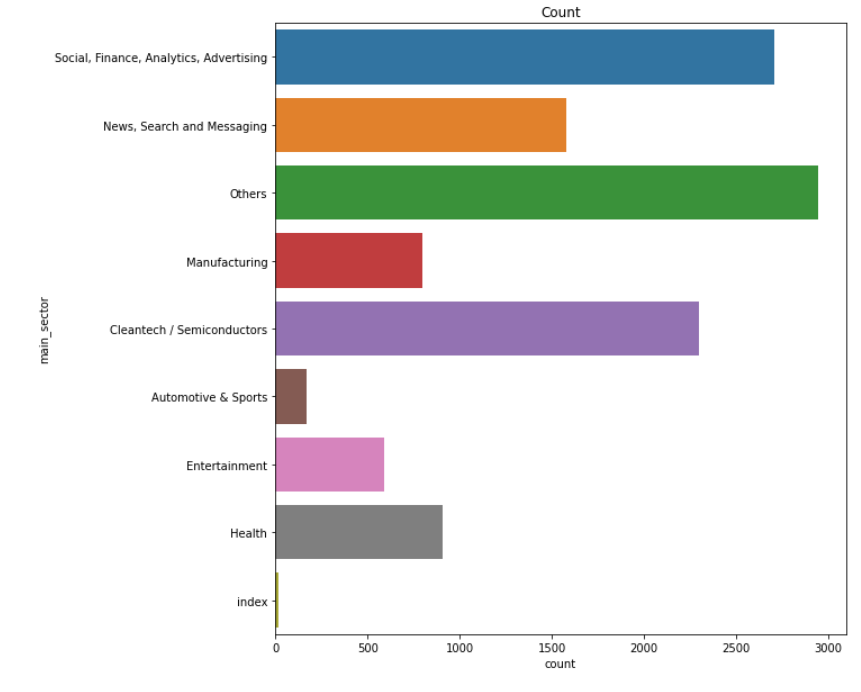 Count
Social, Finance, Analytics, Advertising
News, Search and Messaging
Others
Manufacturing
Cleantech / Semiconductors
Automotive & Sports
Entertainment
Health
index
main_sector
0 500 1000 1500 2000 2500 3000
count